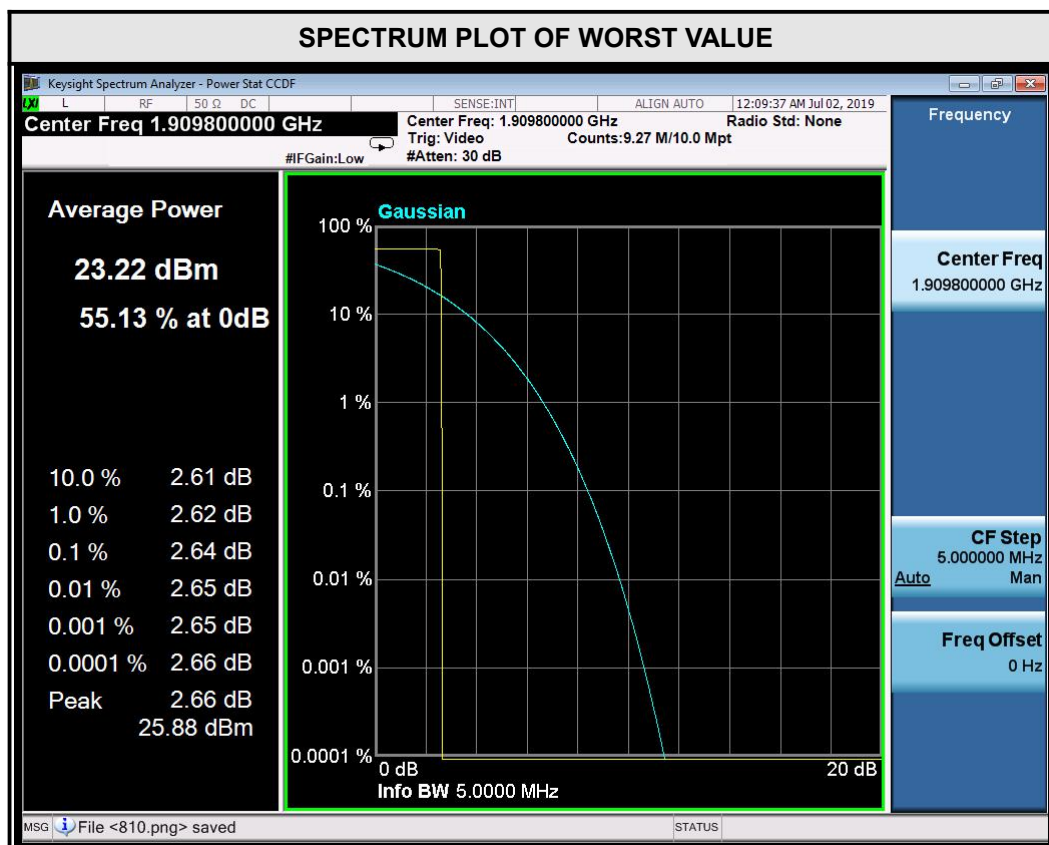 SPECTRUM PLOT OF WORST VALUE
Keysight Spectrum Analyzer - Power Stat CCDF
LXI L RF 50 Ω DC SENSE:INT ALIGN AUTO 12:09:37 AM Jul 02, 2019
Center Freq 1.909800000 GHz
Center Freq: 1.909800000 GHz Radio Std: None
Trig: Video Counts:9.27 M/10.0 Mpt
#IFGain:Low #Atten: 30 dB
Average Power
23.22 dBm
55.13 % at 0dB
10.0 % 2.61 dB
1.0 % 2.62 dB
0.1 % 2.64 dB
0.01 % 2.65 dB
0.001 % 2.65 dB
0.0001 % 2.66 dB
Peak 2.66 dB
25.88 dBm
Gaussian
100 %
10 %
1 %
0.1 %
0.01 %
0.001 %
0.0001 %
0 dB 20 dB
Info BW 5.0000 MHz
Frequency
Center Freq
1.909800000 GHz
CF Step
5.000000 MHz
Auto Man
Freq Offset
0 Hz
MSG File <810.png> saved STATUS